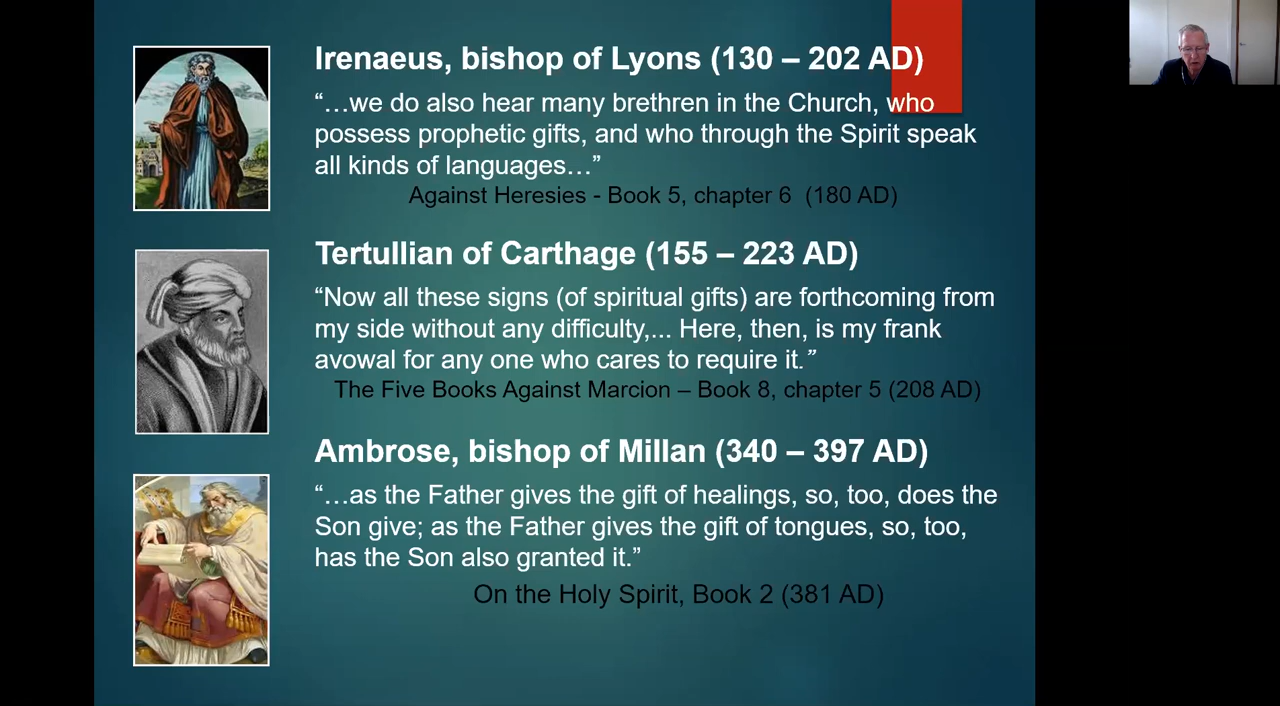 Irenaeus, bishop of Lyons (130 – 202 AD)
“…we do also hear many brethren in the Church, who
possess prophetic gifts, and who through the Spirit speak
all kinds of languages…”
Against Heresies - Book 5, chapter 6 (180 AD)
Tertullian of Carthage (155 – 223 AD)
“Now all these signs (of spiritual gifts) are forthcoming from
my side without any difficulty,... Here, then, is my frank
avowal for any one who cares to require it.”
The Five Books Against Marcion – Book 8, chapter 5 (208 AD)
Ambrose, bishop of Millan (340 – 397 AD)
“…as the Father gives the gift of healings, so, too, does the
Son give; as the Father gives the gift of tongues, so, too,
has the Son also granted it.”
On the Holy Spirit, Book 2 (381 AD)